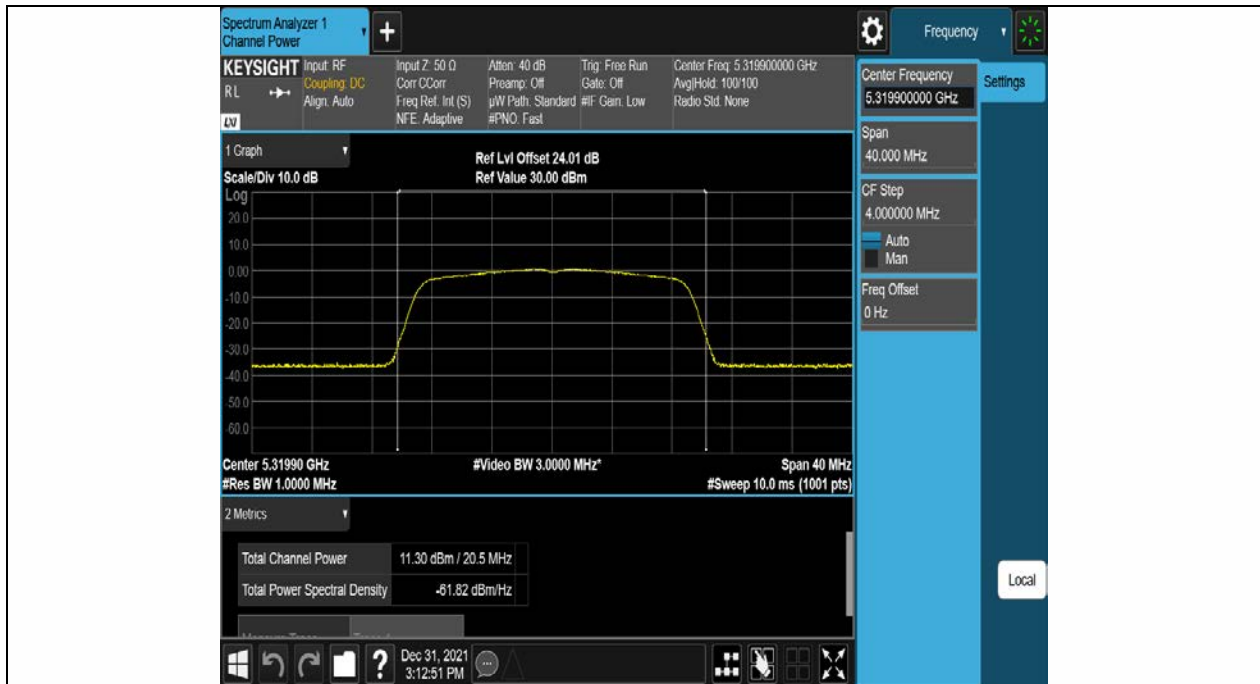 Spectrum Analyzer 1
Channel Power
Frequency
KEYSIGHT
RL
LXI
Input: RF
Coupling: DC
Align: Auto
Input Z: 50 Ω
Corr CCorr
Freq Ref: Int (S)
NFE: Adaptive
Atten: 40 dB
Preamp: Off
µW Path: Standard
#PNO: Fast
Trig: Free Run
Gate: Off
#IF Gain: Low
Center Freq: 5.319900000 GHz
Avg|Hold: 100/100
Radio Std: None
Center Frequency
5.319900000 GHz
Settings
Span
40.000 MHz
CF Step
4.000000 MHz
Auto
Man
Freq Offset
0 Hz
Local
1 Graph
Scale/Div 10.0 dB
Ref Lvl Offset 24.01 dB
Ref Value 30.00 dBm
Log
20.0
10.0
0.00
-10.0
-20.0
-30.0
-40.0
-50.0
-60.0
Center 5.31990 GHz
#Res BW 1.0000 MHz
#Video BW 3.0000 MHz*
Span 40 MHz
#Sweep 10.0 ms (1001 pts)
2 Metrics
Total Channel Power 11.30 dBm / 20.5 MHz
Total Power Spectral Density -61.82 dBm/Hz
?
Dec 31, 2021
3:12:51 PM